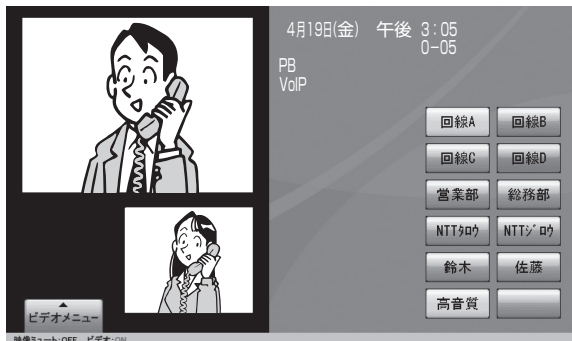 4月19日(金) 午後 3:05
0-05
PB
VoIP
回線A 回線B
回線C 回線D
営業部 総務部
NTTﾀﾛｳ NTTｼﾞﾛｳ
鈴木 佐藤
高音質
ビデオメニュー
映像ミュート:OFF ビデオ:ON